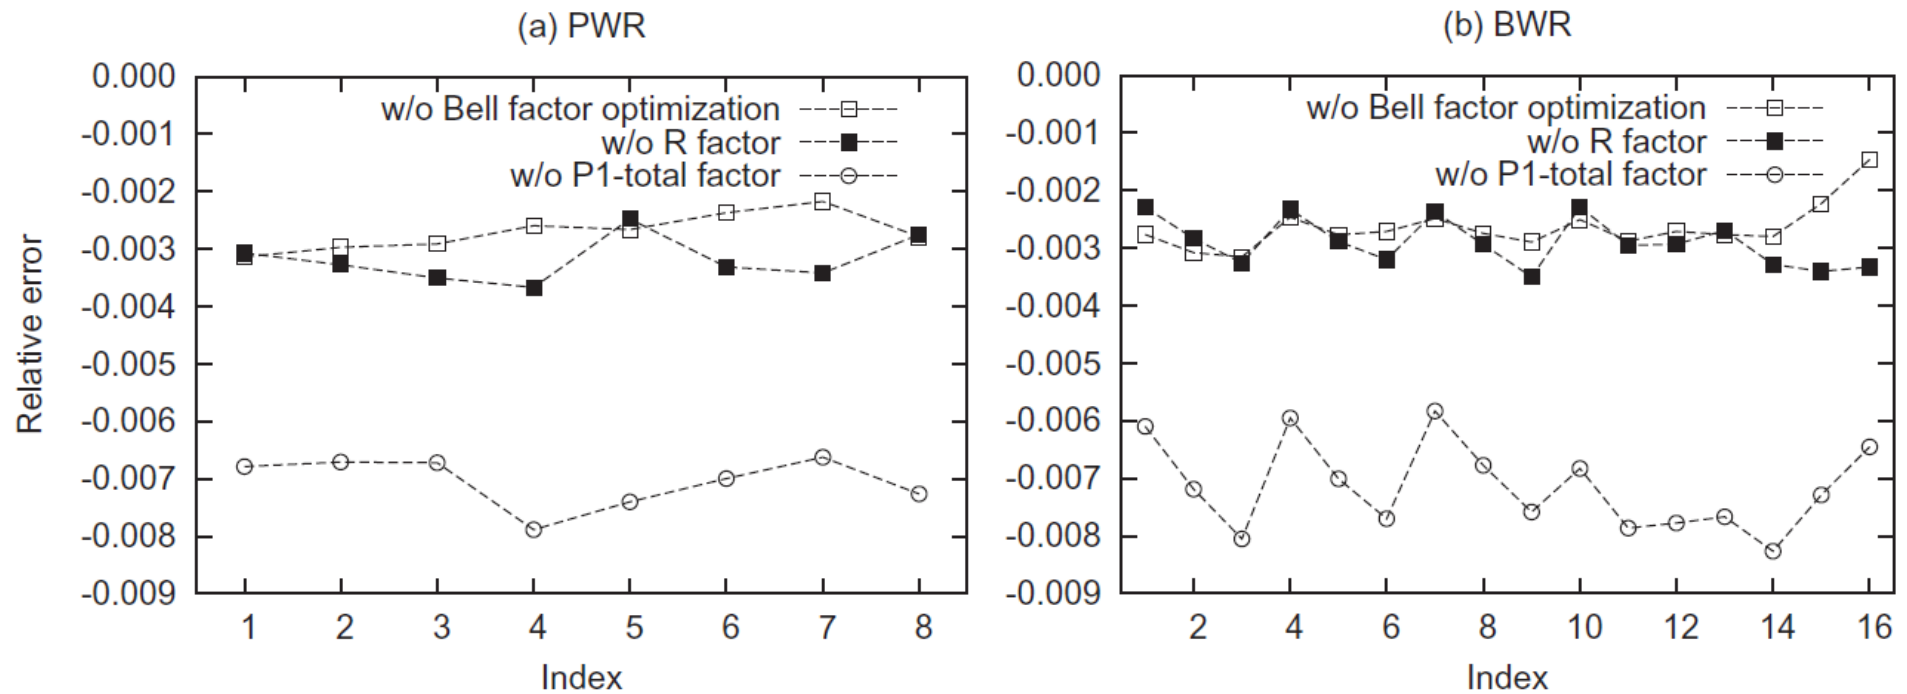 (a) PWR
0.000
-0.001
-0.002
-0.003
-0.004
-0.005
-0.006
-0.007
-0.008
-0.009
Relative error
w/o Bell factor optimization
w/o R factor
w/o P1-total factor
1 2 3 4 5 6 7 8
Index
(b) BWR
0.000
-0.001
-0.002
-0.003
-0.004
-0.005
-0.006
-0.007
-0.008
-0.009
w/o Bell factor optimization
w/o R factor
w/o P1-total factor
2 4 6 8 10 12 14 16
Index